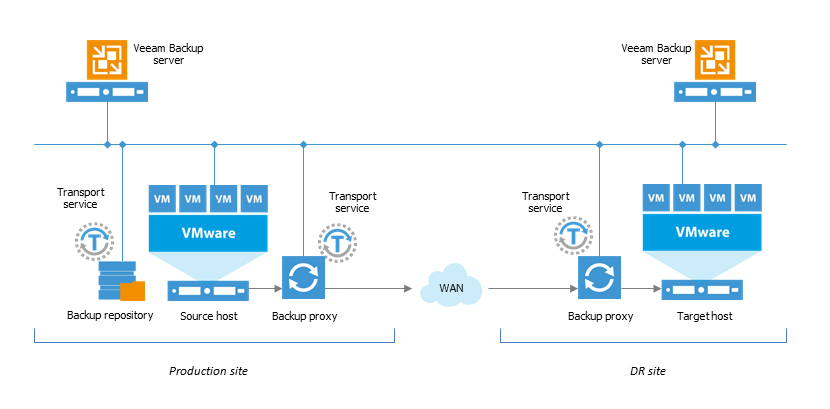 Veeam Backup
server
Veeam Backup
server
Transport
service
VM
VM
VM
VM
VMware
Transport
service
Transport
service
VM
VM
VM
VM
VMware
T
T
T
WAN
Backup repository
Source host
Backup proxy
Backup proxy
Target host
Production site
DR site